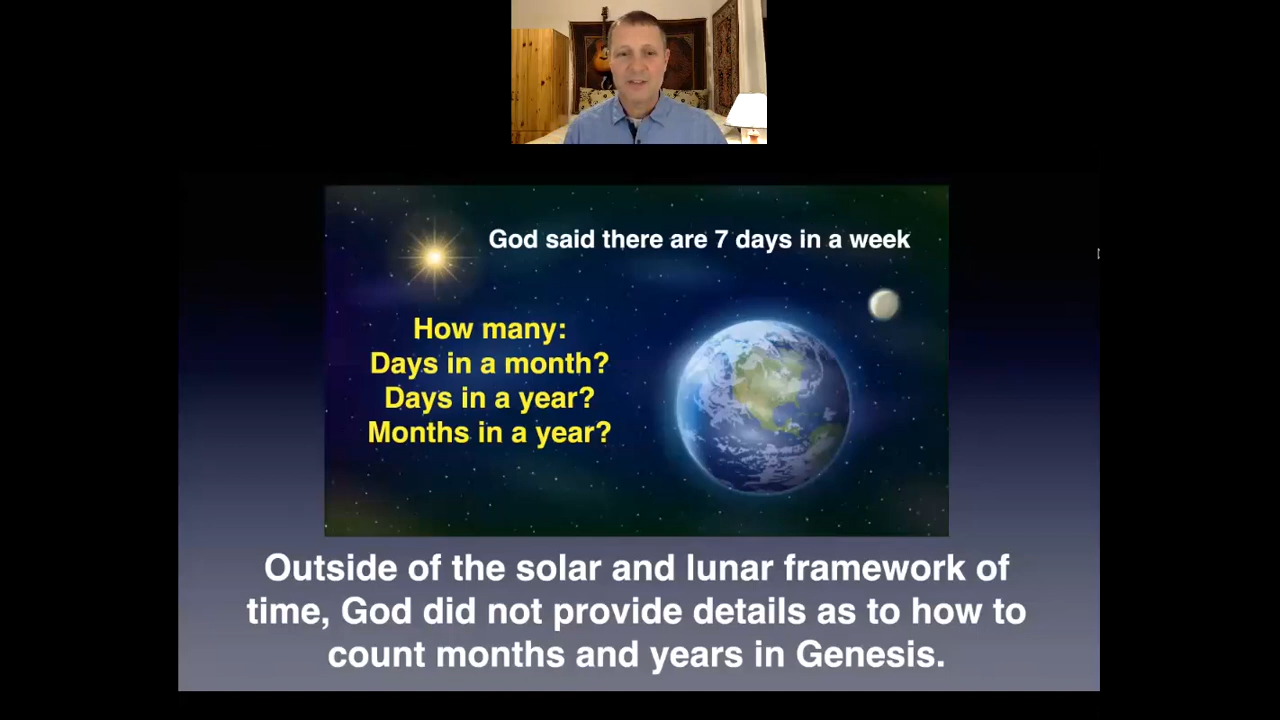 God said there are 7 days in a week
How many:
Days in a month?
Days in a year?
Months in a year?
Outside of the solar and lunar framework of
time, God did not provide details as to how to
count months and years in Genesis.